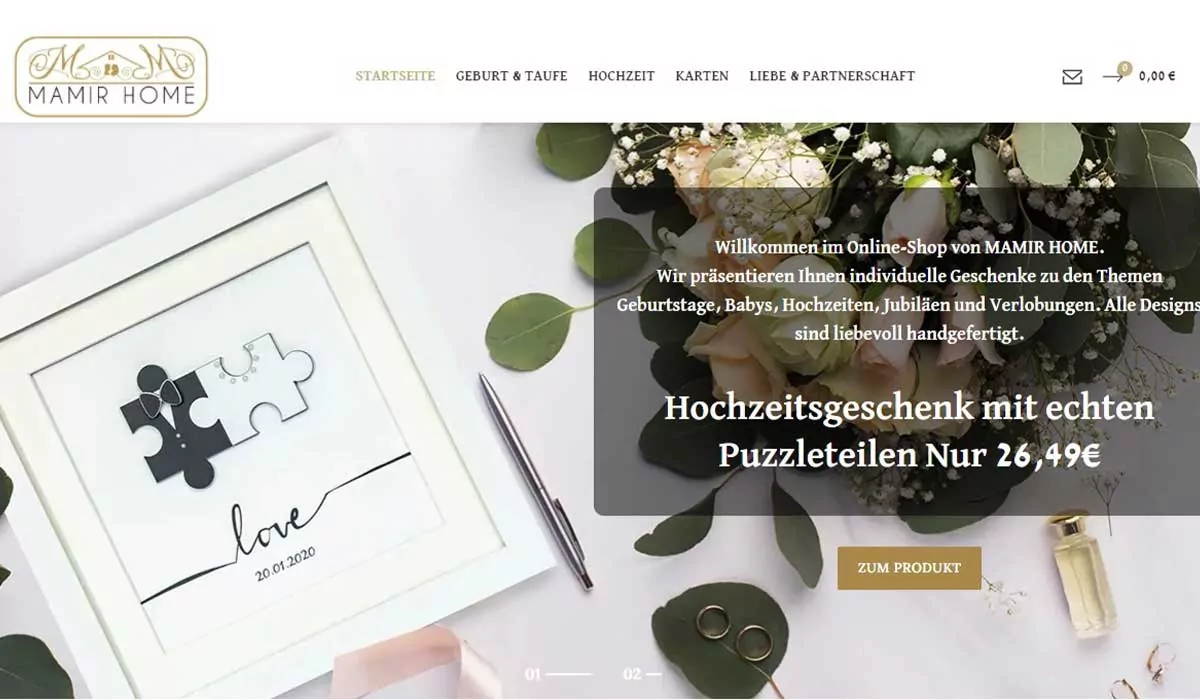 M M
MAMIR HOME
STARTSEITE GEBURT & TAUFE HOCHZEIT KARTEN LIEBE & PARTNERSCHAFT
0
0,00 €
Willkommen im Online-Shop von MAMIR HOME.
Wir präsentieren Ihnen individuelle Geschenke zu den Themen
Geburtstage, Babys, Hochzeiten, Jubiläen und Verlobungen. Alle Designs
sind liebevoll handgefertigt.
Hochzeitsgeschenk mit echten
Puzzleteilen Nur 26,49€
ZUM PRODUKT
love
20.01.2020
01 02